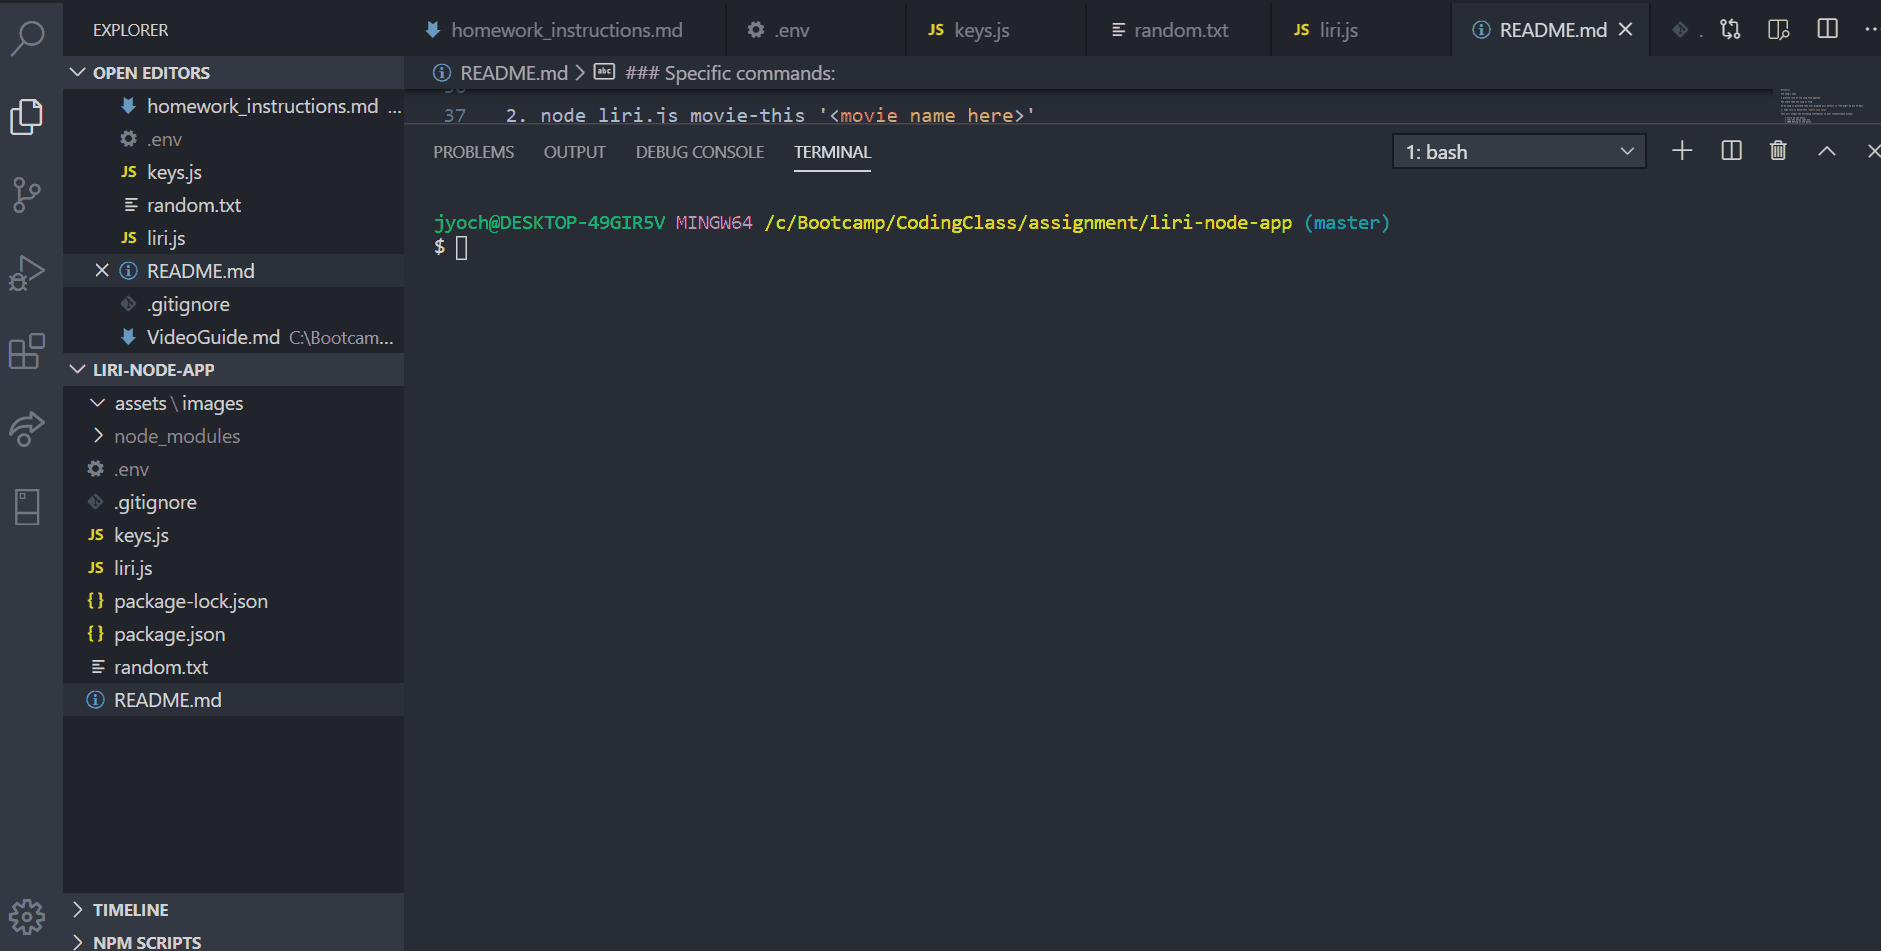 EXPLORER
OPEN EDITORS
homework_instructions.md ...
.env
JS keys.js
random.txt
JS liri.js
README.md
.gitignore
VideoGuide.md C:\Bootcam...
LIRI-NODE-APP
assets \ images
node_modules
.env
.gitignore
JS keys.js
JS liri.js
{} package-lock.json
{} package.json
random.txt
README.md
TIMELINE
NPM SCRIPTS
homework_instructions.md .env JS keys.js random.txt JS liri.js README.md .
README.md > abc ### Specific commands:
37 2. node liri.js movie-this '<movie name here>'
PROBLEMS OUTPUT DEBUG CONSOLE TERMINAL 1: bash
jyoch@DESKTOP-49GIR5V MINGW64 /c/Bootcamp/CodingClass/assignment/liri-node-app (master)
$